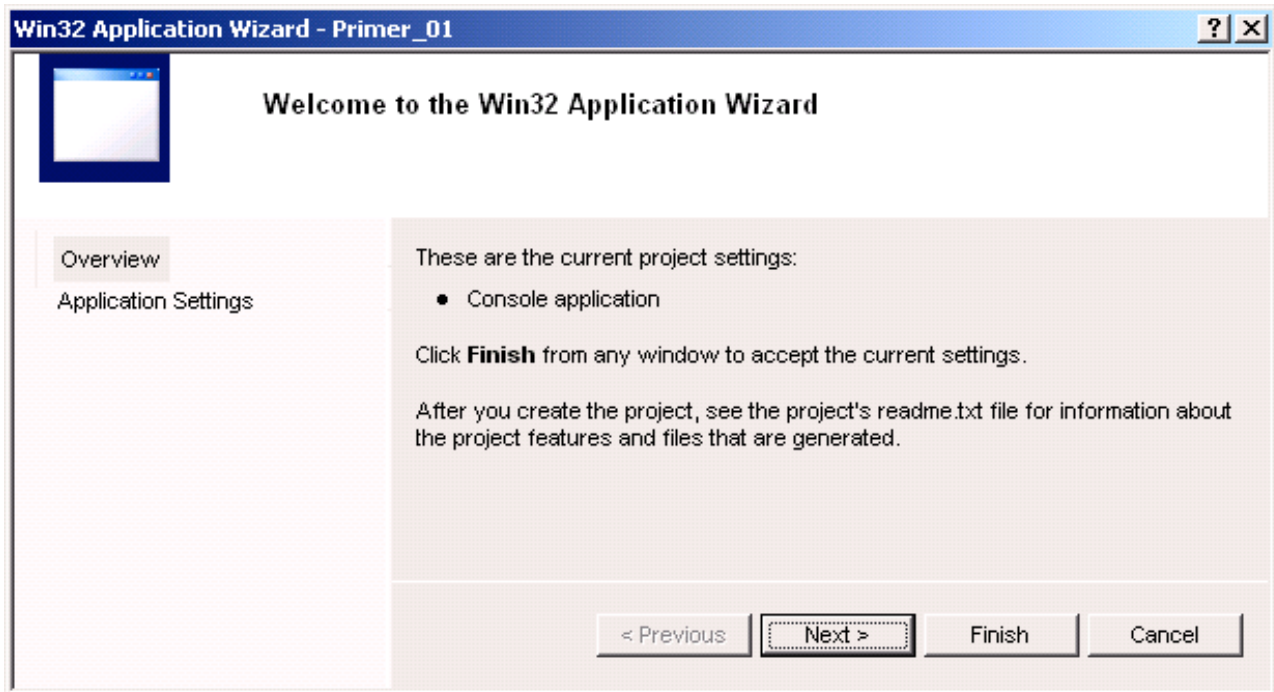 Win32 Application Wizard - Primer_01
Welcome to the Win32 Application Wizard
Overview
Application Settings
These are the current project settings:
● Console application
Click Finish from any window to accept the current settings.
After you create the project, see the project's readme.txt file for information about
the project features and files that are generated.
< Previous
Next >
Finish
Cancel